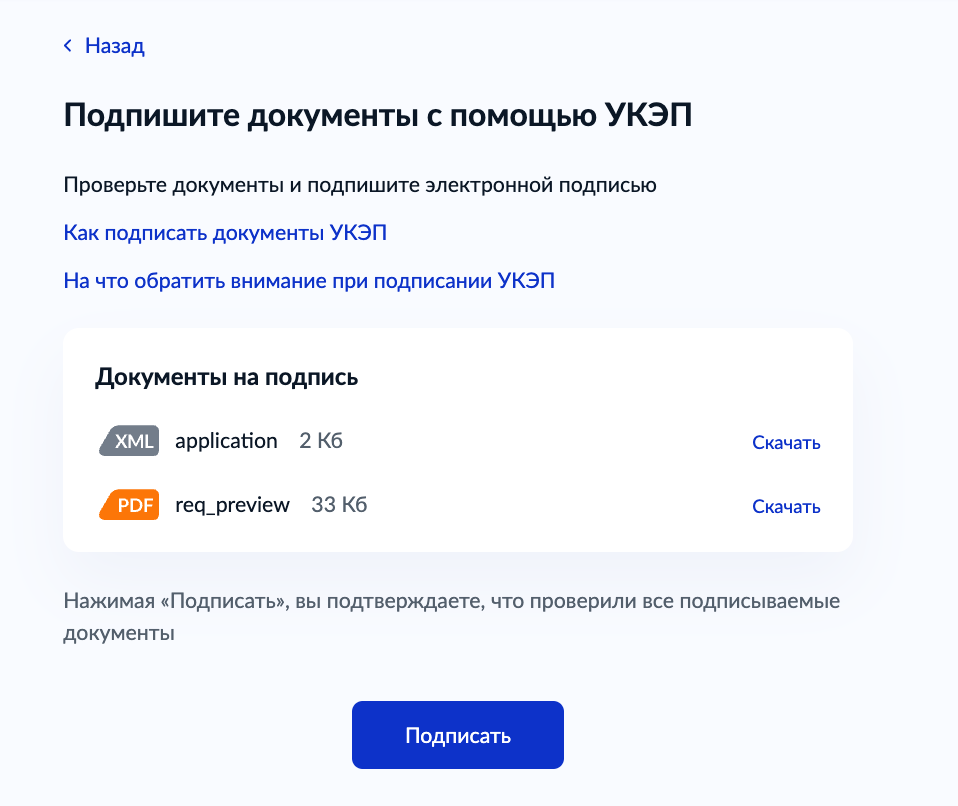 Назад
Подпишите документы с помощью УКЭП
Проверьте документы и подпишите электронной подписью
Как подписать документы УКЭП
На что обратить внимание при подписании УКЭП
Документы на подпись
XML application 2 Кб Скачать
PDF req_preview 33 Кб Скачать
Нажимая «Подписать», вы подтверждаете, что проверили все подписываемые
документы
Подписать